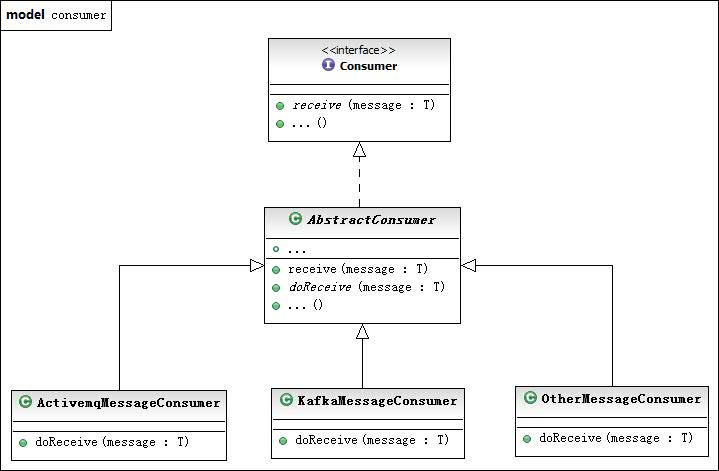 model consumer
<<interface>>
I Consumer
receive (message : T)
... ()
C AbstractConsumer
...
receive(message : T)
doReceive (message : T)
... ()
C ActivemqMessageConsumer
doReceive(message : T)
C KafkaMessageConsumer
doReceive(message : T)
C OtherMessageConsumer
doReceive(message : T)